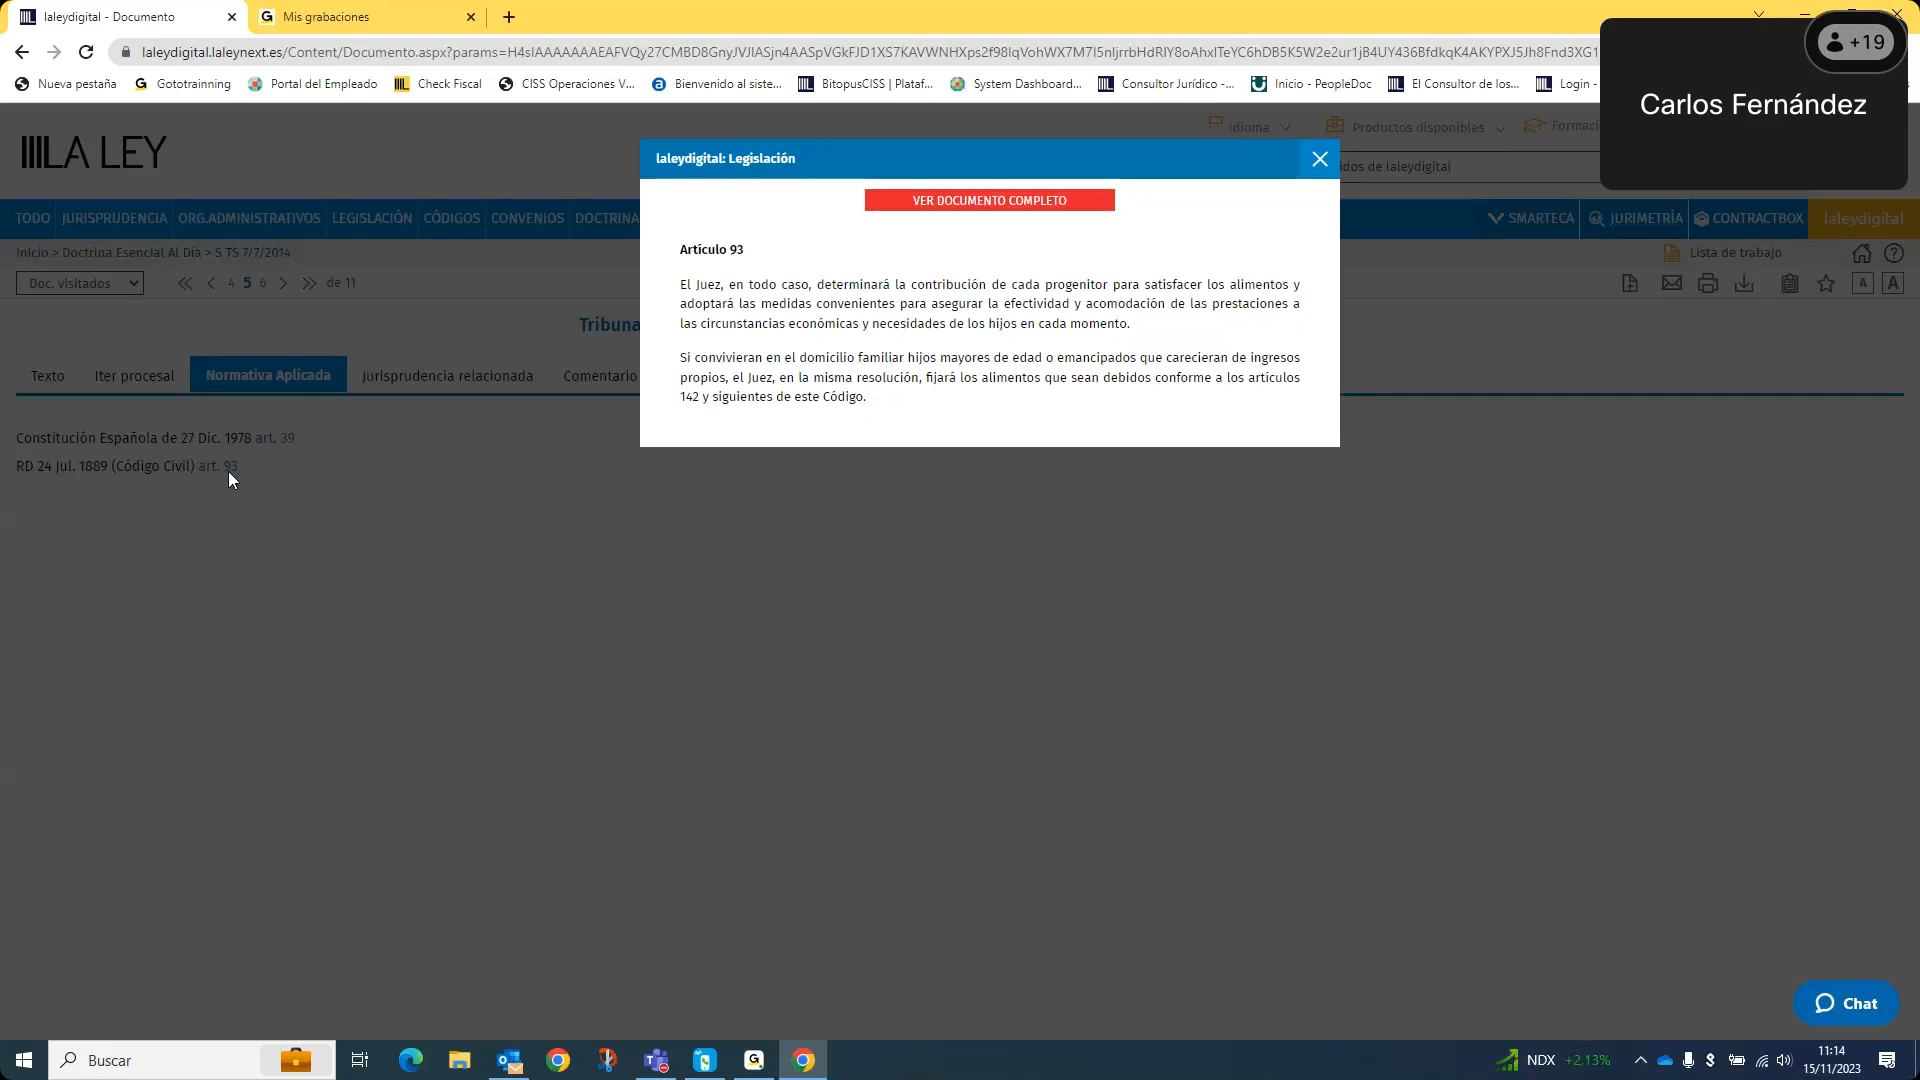 laleydigital - Documento
Mis grabaciones
laleydigital.laleynext.es/Content/Documento.aspx?params=
Nueva pestaña
Gototrainning
Portal del Empleado
Check Fiscal
CISS Operaciones V...
Bienvenido al siste...
BitopusCISS | Plataf...
System Dashboard...
Consultor Jurídico -...
Inicio - PeopleDoc
El Consultor de los...
Login -
+19
Carlos Fernández
LA LEY
Idioma
Productos disponibles
Formaci
idos de laleydigital
laleydigital: Legislación
TODO
JURISPRUDENCIA
ORG.ADMINISTRATIVOS
LEGISLACIÓN
CÓDIGOS
CONVENIOS
DOCTRINA
SMARTECA
JURIMETRÍA
CONTRACTBOX
laleydigital
VER DOCUMENTO COMPLETO
Inicio > Doctrina Esencial Al Día > S TS 7/7/2014
Lista de trabajo
Doc. visitados
4 5 6
de 11
A
A
Tribuna
Texto
Iter procesal
Normativa Aplicada
Jurisprudencia relacionada
Comentario
Artículo 93
El Juez, en todo caso, determinará la contribución de cada progenitor para satisfacer los alimentos y
adoptará las medidas convenientes para asegurar la efectividad y acomodación de las prestaciones a
las circunstancias económicas y necesidades de los hijos en cada momento.
Si convivieran en el domicilio familiar hijos mayores de edad o emancipados que carecieran de ingresos
propios, el Juez, en la misma resolución, fijará los alimentos que sean debidos conforme a los artículos
142 y siguientes de este Código.
Constitución Española de 27 Dic. 1978 art. 39
RD 24 Jul. 1889 (Código Civil) art. 93
Chat
Buscar
NDX +2,13%
11:14
15/11/2023